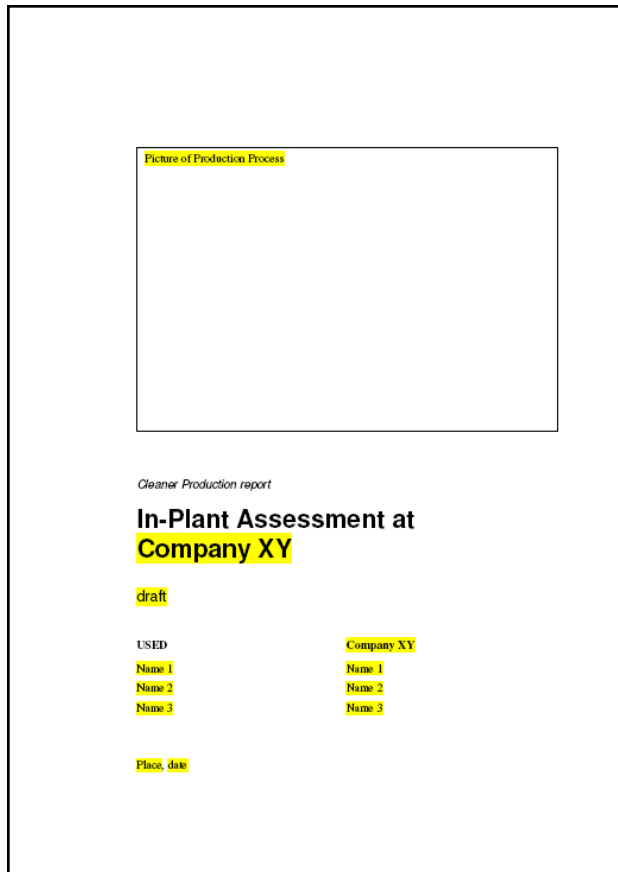 Picture of Production Process
Cleaner Production report
In-Plant Assessment at
Company XY
draft
USED Company XY
Name 1 Name 1
Name 2 Name 2
Name 3 Name 3
Place, date